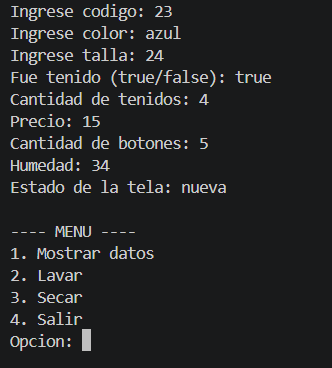 Ingrese codigo: 23
Ingrese color: azul
Ingrese talla: 24
Fue tenido (true/false): true
Cantidad de tenidos: 4
Precio: 15
Cantidad de botones: 5
Humedad: 34
Estado de la tela: nueva
---- MENU ----
1. Mostrar datos
2. Lavar
3. Secar
4. Salir
Opcion: